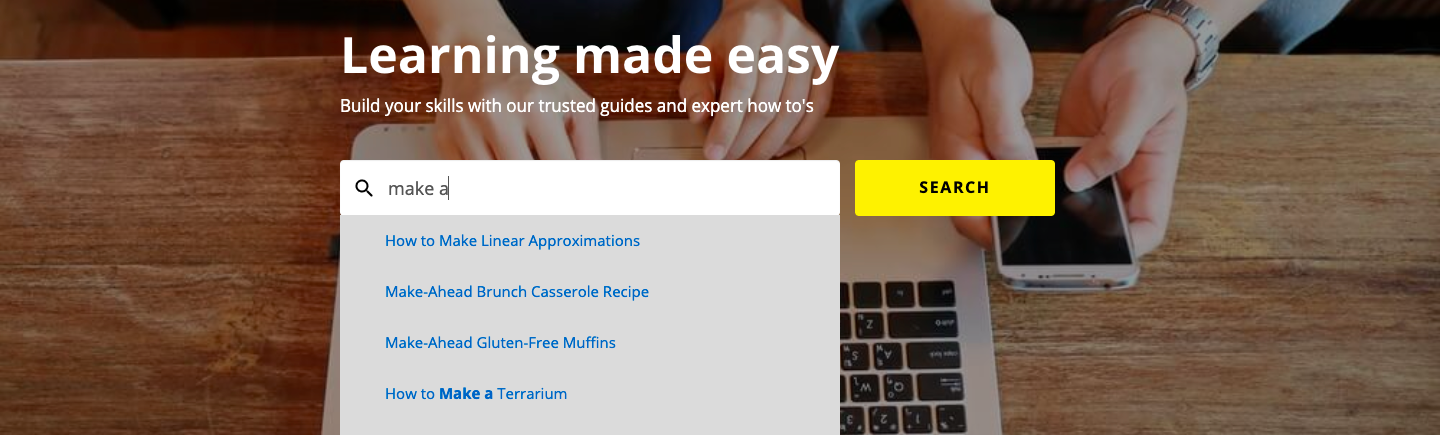 Learning made easy
Build your skills with our trusted guides and expert how to's
make a
SEARCH
How to Make Linear Approximations
Make-Ahead Brunch Casserole Recipe
Make-Ahead Gluten-Free Muffins
How to Make a Terrarium